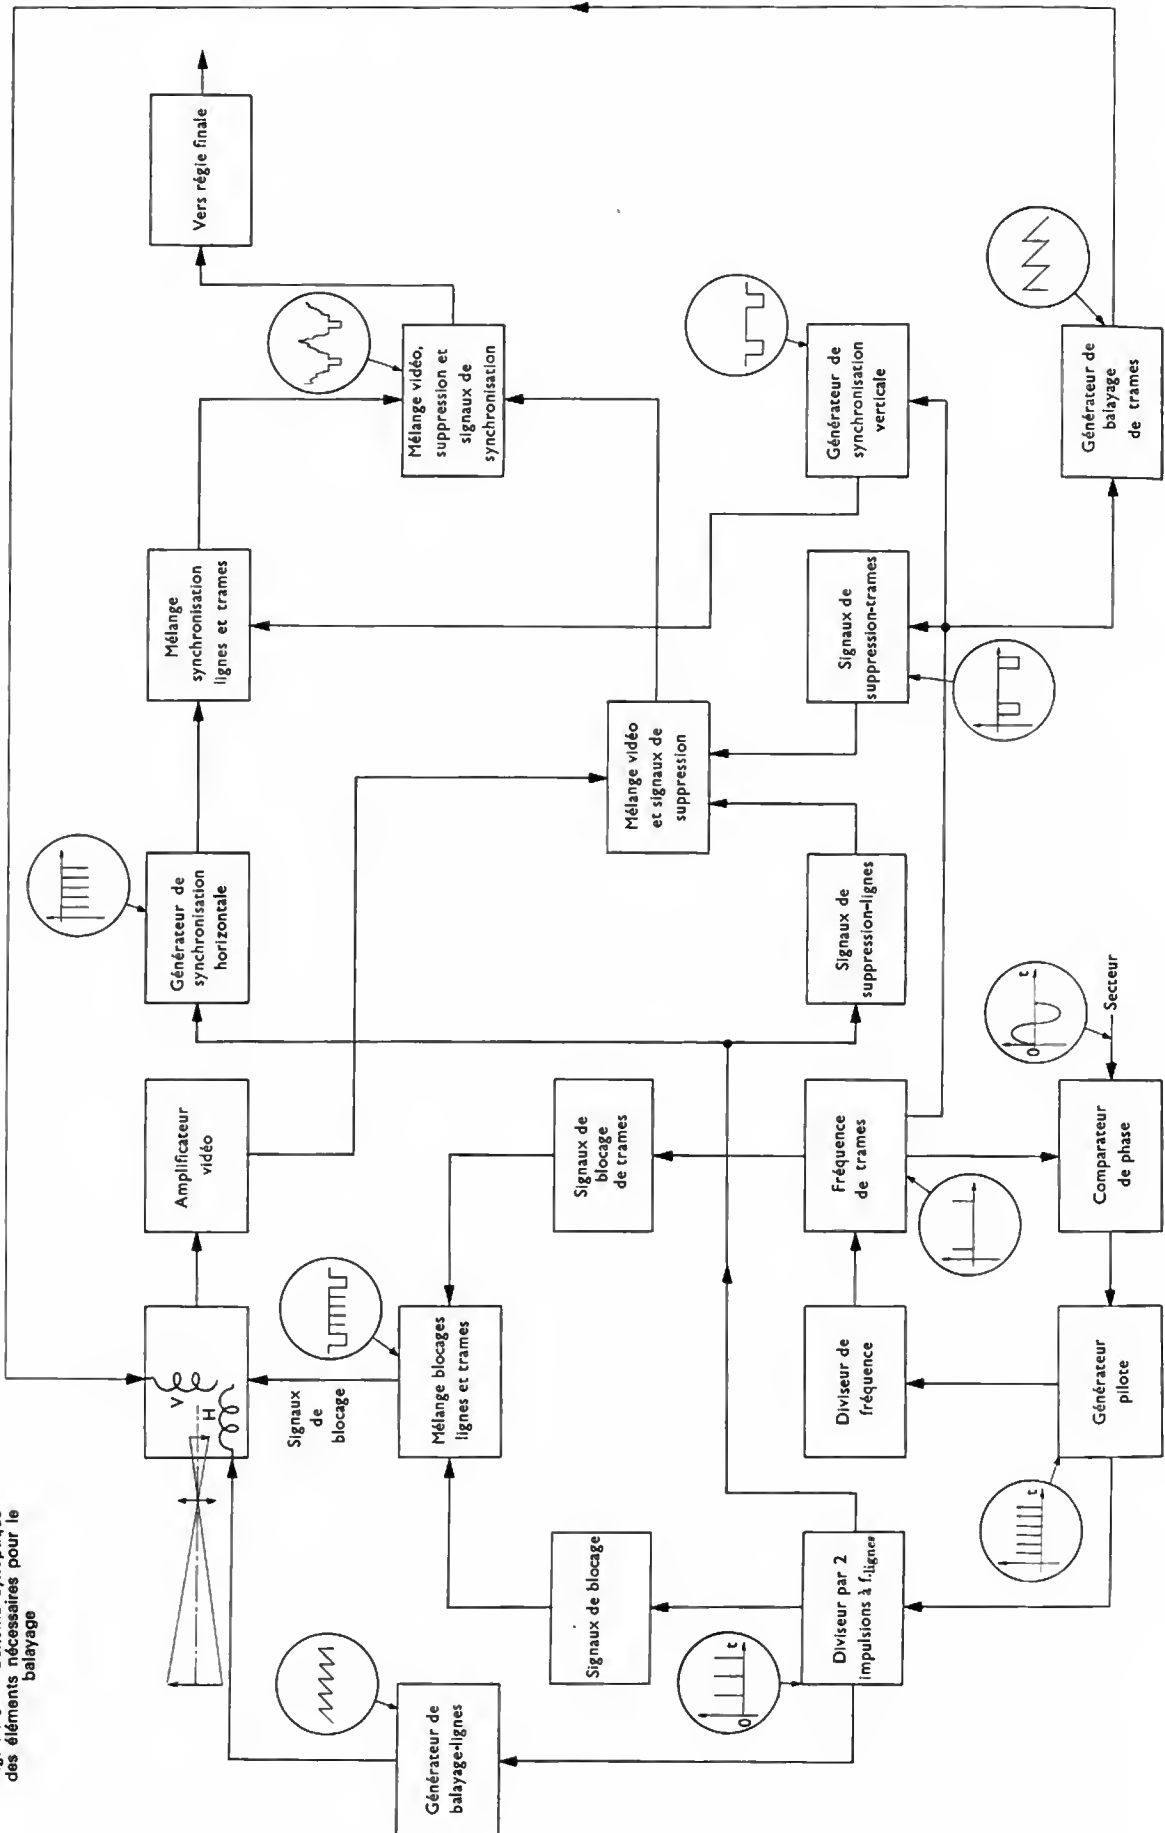 des éléments nécessaires pour le
balayage
Générateur de
balayage-lignes
Signaux de blocage
Diviseur par 2
impulsions à f.lignes
0
t
V
H
Signaux
de
blocage
Mélange blocages
lignes et trames
Diviseur de
fréquence
Générateur
pilote
t
Amplificateur
vidéo
Signaux de
blocage
de trames
Fréquence
de trames
Comparateur
de phase
Secteur
0
t
Générateur de
synchronisation
horizontale
Signaux de
suppression-lignes
Mélange
synchronisation
lignes et trames
Mélange vidéo
et signaux de
suppression
Signaux de
suppression-trames
Mélange vidéo,
suppression et
signaux de
synchronisation
Générateur de
synchronisation
verticale
Générateur de
balayage
de trames
Vers régie finale